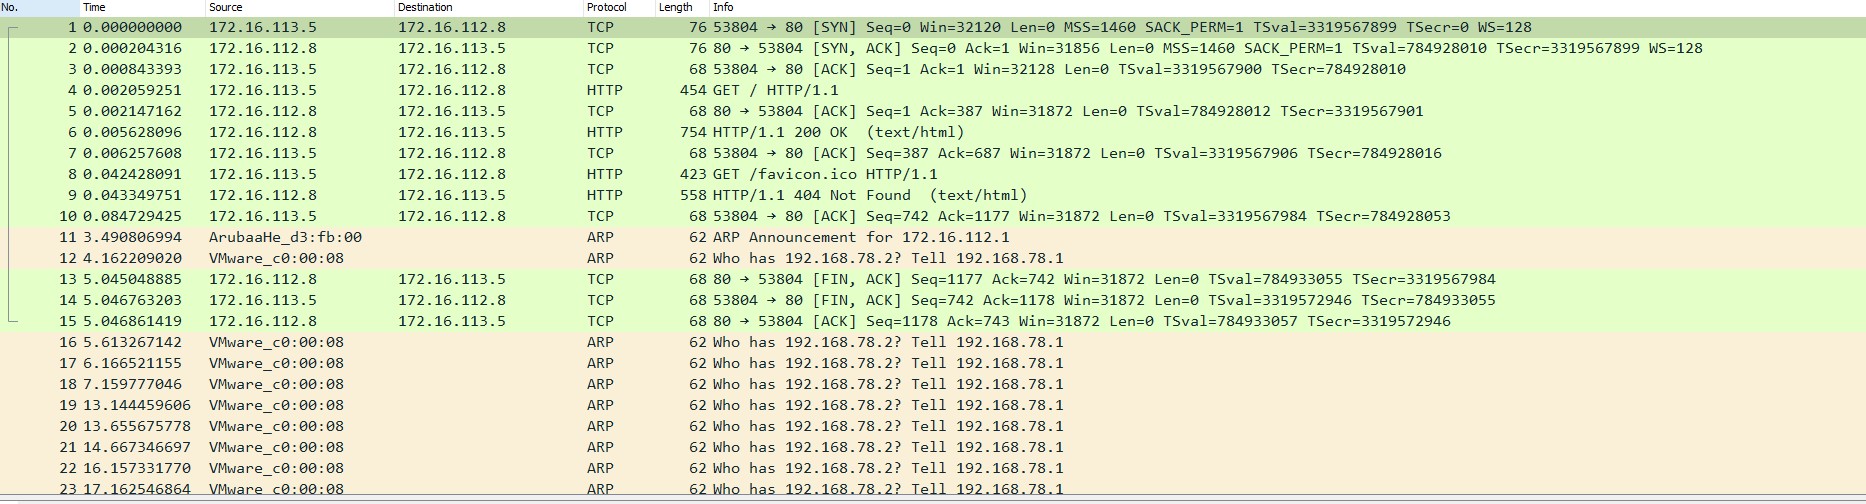 No. Time Source Destination Protocol Length Info
1 0.000000000 172.16.113.5 172.16.112.8 TCP 76 53804 → 80 [SYN] Seq=0 Win=32120 Len=0 MSS=1460 SACK_PERM=1 TSval=3319567899 TSecr=0 WS=128
2 0.000204316 172.16.112.8 172.16.113.5 TCP 76 80 → 53804 [SYN, ACK] Seq=0 Ack=1 Win=31856 Len=0 MSS=1460 SACK_PERM=1 TSval=784928010 TSecr=3319567899 WS=128
3 0.000843393 172.16.113.5 172.16.112.8 TCP 68 53804 → 80 [ACK] Seq=1 Ack=1 Win=32128 Len=0 TSval=3319567900 TSecr=784928010
4 0.002059251 172.16.113.5 172.16.112.8 HTTP 454 GET / HTTP/1.1
5 0.002147162 172.16.112.8 172.16.113.5 TCP 68 80 → 53804 [ACK] Seq=1 Ack=387 Win=31872 Len=0 TSval=784928012 TSecr=3319567901
6 0.005628096 172.16.112.8 172.16.113.5 HTTP 754 HTTP/1.1 200 OK (text/html)
7 0.006257608 172.16.113.5 172.16.112.8 TCP 68 53804 → 80 [ACK] Seq=387 Ack=687 Win=31872 Len=0 TSval=3319567906 TSecr=784928016
8 0.042428091 172.16.113.5 172.16.112.8 HTTP 423 GET /favicon.ico HTTP/1.1
9 0.043349751 172.16.112.8 172.16.113.5 HTTP 558 HTTP/1.1 404 Not Found (text/html)
10 0.084729425 172.16.113.5 172.16.112.8 TCP 68 53804 → 80 [ACK] Seq=742 Ack=1177 Win=31872 Len=0 TSval=3319567984 TSecr=784928053
11 3.490806994 ArubaaHe_d3:fb:00 ARP 62 ARP Announcement for 172.16.112.1
12 4.162209020 VMware_c0:00:08 ARP 62 Who has 192.168.78.2? Tell 192.168.78.1
13 5.045048885 172.16.112.8 172.16.113.5 TCP 68 80 → 53804 [FIN, ACK] Seq=1177 Ack=742 Win=31872 Len=0 TSval=784933055 TSecr=3319567984
14 5.046763203 172.16.113.5 172.16.112.8 TCP 68 53804 → 80 [FIN, ACK] Seq=742 Ack=1178 Win=31872 Len=0 TSval=3319572946 TSecr=784933055
15 5.046861419 172.16.112.8 172.16.113.5 TCP 68 80 → 53804 [ACK] Seq=1178 Ack=743 Win=31872 Len=0 TSval=784933057 TSecr=3319572946
16 5.613267142 VMware_c0:00:08 ARP 62 Who has 192.168.78.2? Tell 192.168.78.1
17 6.166521155 VMware_c0:00:08 ARP 62 Who has 192.168.78.2? Tell 192.168.78.1
18 7.159777046 VMware_c0:00:08 ARP 62 Who has 192.168.78.2? Tell 192.168.78.1
19 13.144459606 VMware_c0:00:08 ARP 62 Who has 192.168.78.2? Tell 192.168.78.1
20 13.655675778 VMware_c0:00:08 ARP 62 Who has 192.168.78.2? Tell 192.168.78.1
21 14.667346697 VMware_c0:00:08 ARP 62 Who has 192.168.78.2? Tell 192.168.78.1
22 16.157331770 VMware_c0:00:08 ARP 62 Who has 192.168.78.2? Tell 192.168.78.1
23 17.162546864 VMware_c0:00:08 ARP 62 Who has 192.168.78.2? Tell 192.168.78.1